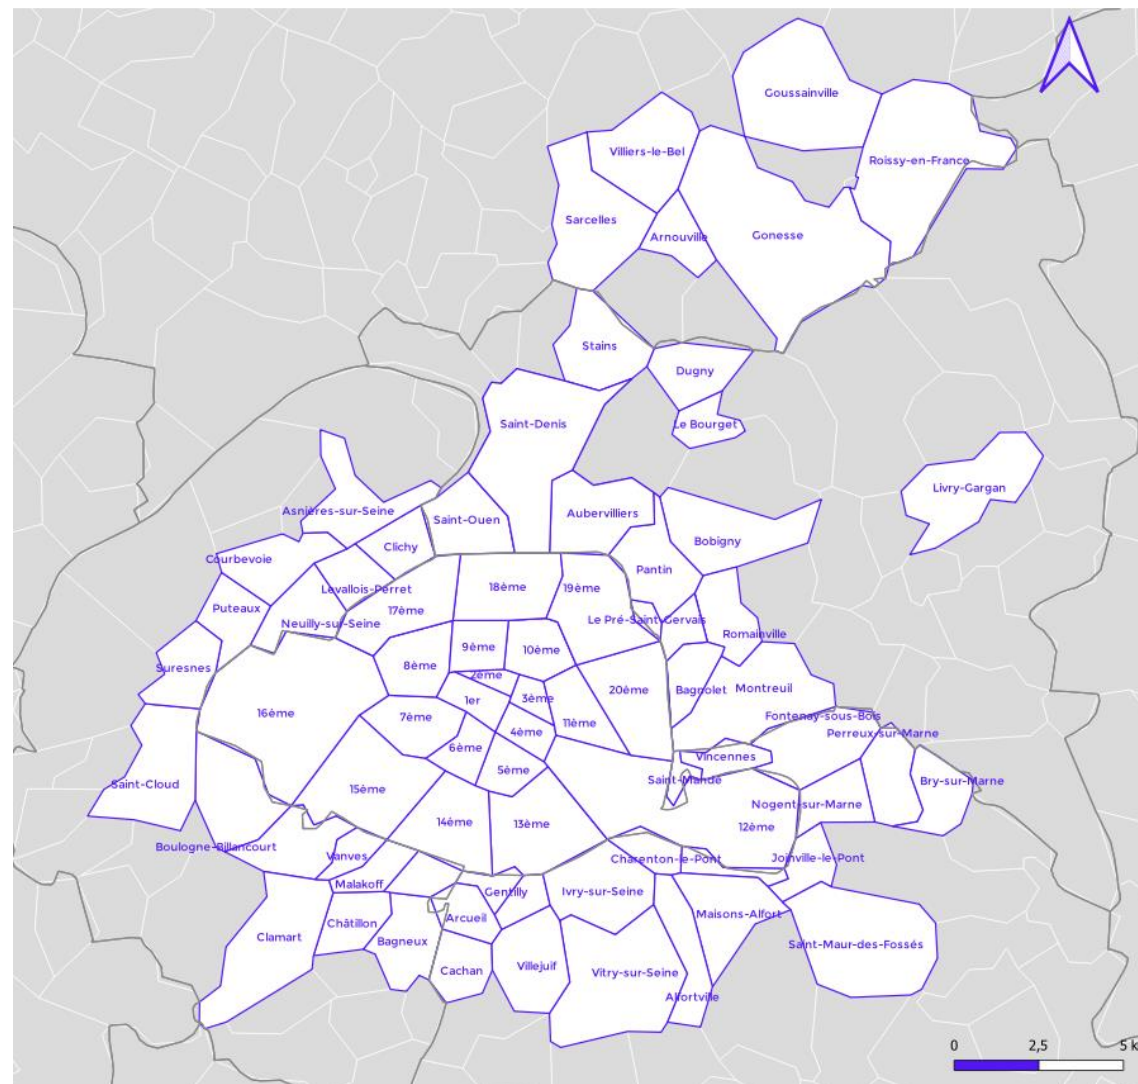 Goussainville
Villiers-le-Bel
Roissy-en-France
Sarcelles
Arnouville
Gonesse
Stains
Dugny
Saint-Denis
Le Bourget
Livry-Gargan
Asnières-sur-Seine
Saint-Ouen
Aubervilliers
Bobigny
Clichy
Courbevoie
Pantin
Levallois-Perret
18ème
19ème
Puteaux
17ème
Neuilly-sur-Seine
Le Pré-Saint-Gervais
Romainville
9ème
10ème
8ème
Suresnes
2ème
Bagnolet
Montreuil
20ème
1er
3ème
16ème
7ème
11ème
Fontenay-sous-Bois
4ème
Perreux-sur-Marne
6ème
Vincennes
5ème
Saint-Mandé
Bry-sur-Marne
Saint-Cloud
15ème
Nogent-sur-Marne
14ème
13ème
12ème
Boulogne-Billancourt
Vanves
Charenton-le-Pont
Joinville-le-Pont
Malakoff
Gentilly
Ivry-sur-Seine
Châtillon
Arcueil
Maisons-Alfort
Clamart
Bagneux
Saint-Maur-des-Fossés
Cachan
Villejuif
Vitry-sur-Seine
Alfortville
0 2,5 5 k